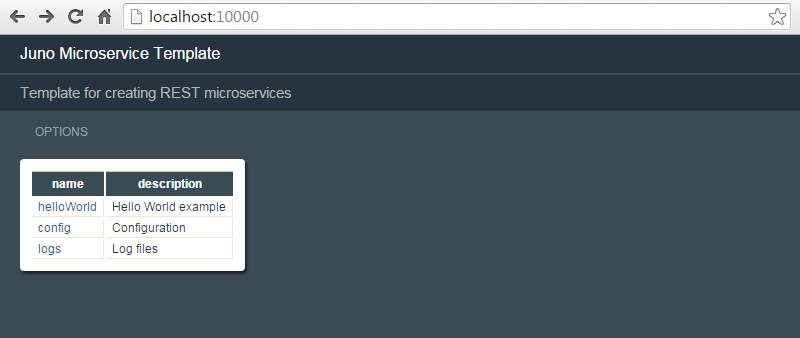 localhost:10000
Juno Microservice Template
Template for creating REST microservices
OPTIONS
name description
helloWorld Hello World example
config Configuration
logs Log files